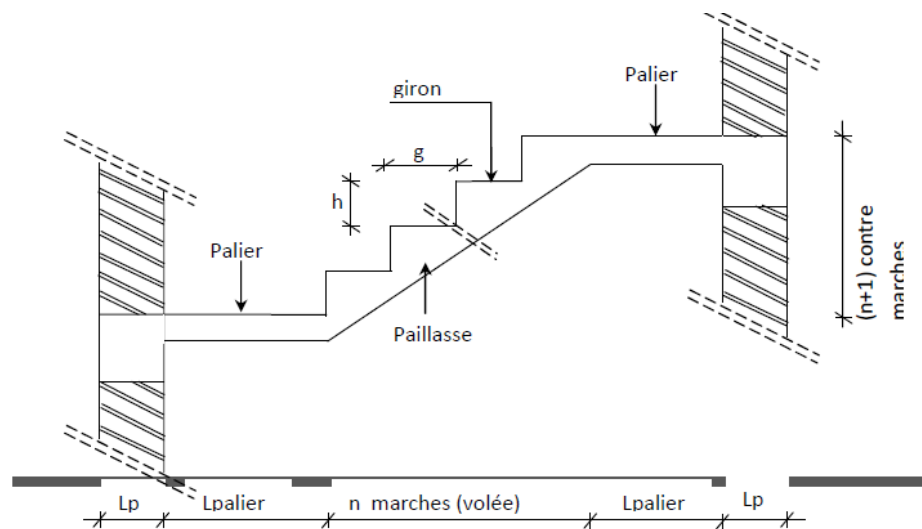 Palier
giron
g
h
Palier
Paillasse
(n+1) contre
marches
Lp
Lpalier
n marches (volée)
Lpalier
Lp